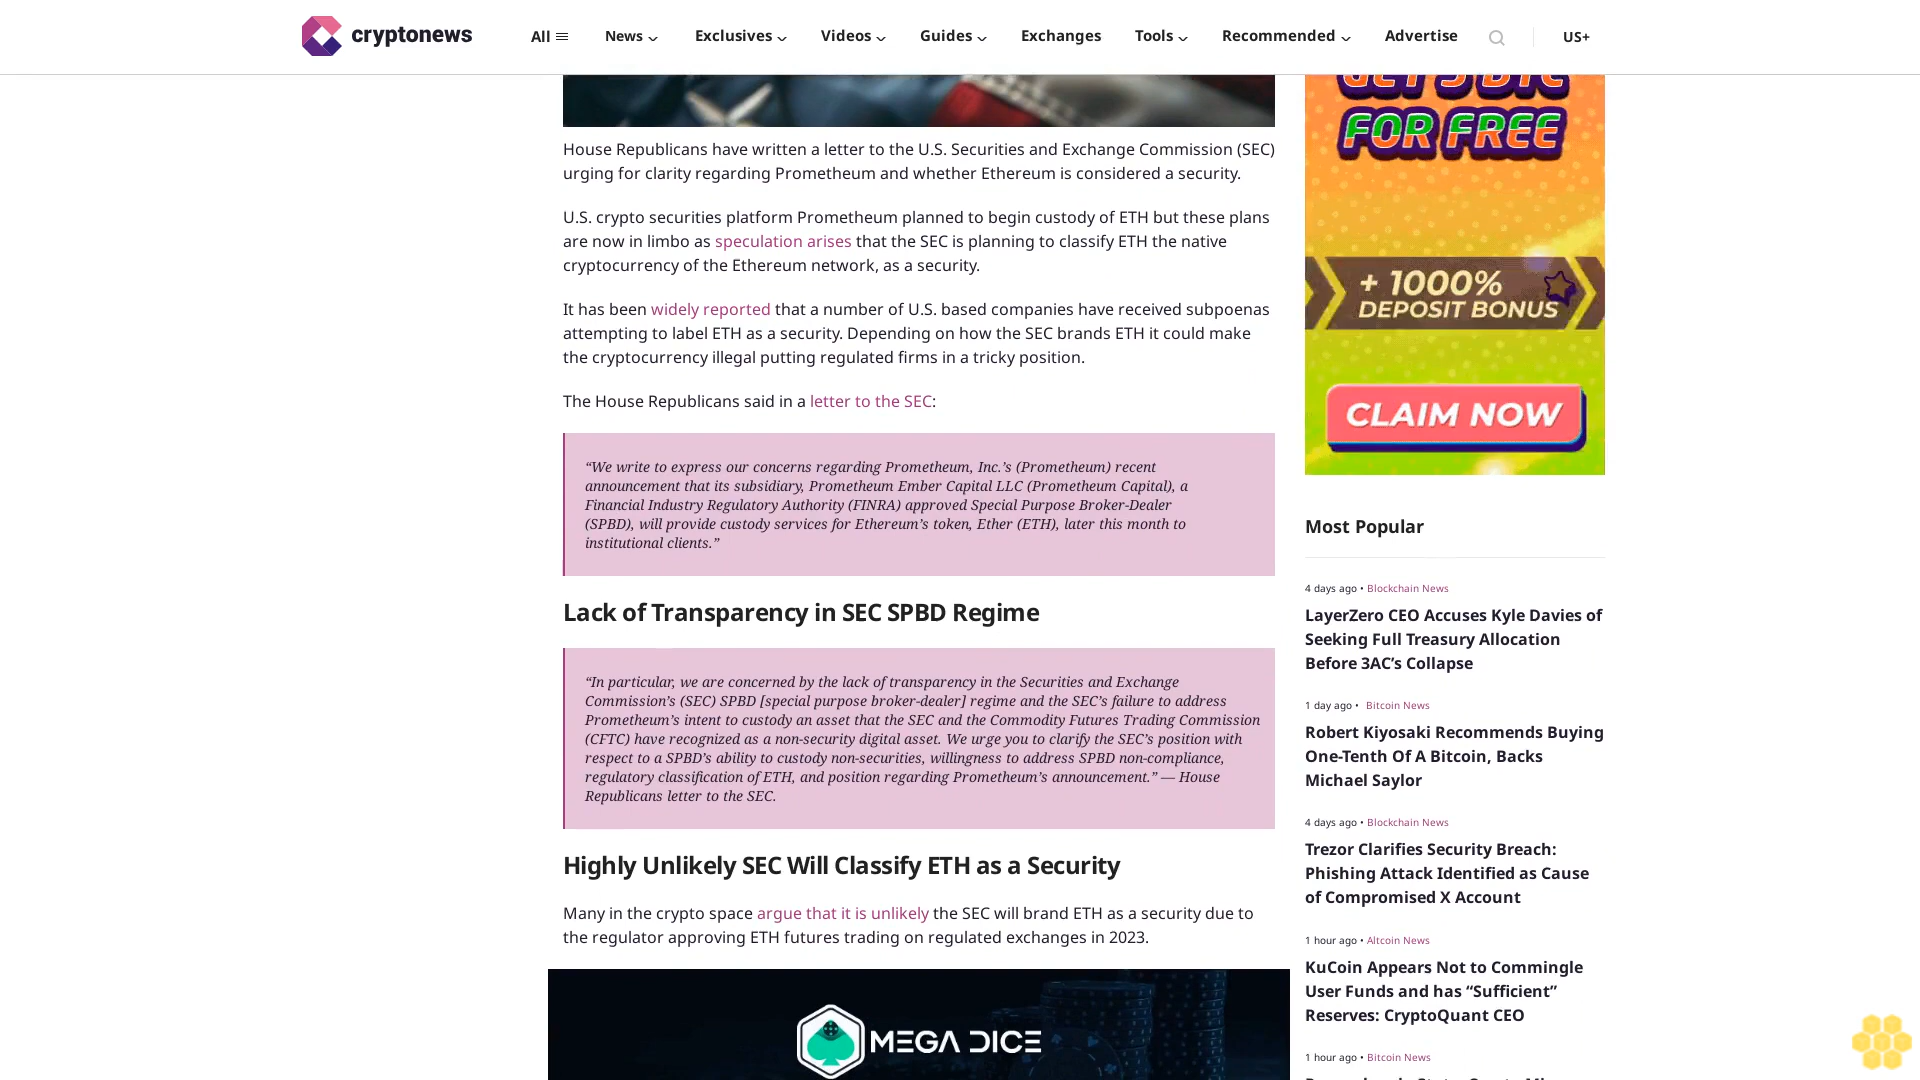 cryptonews
All
News
Exclusives
Videos
Guides
Exchanges
Tools
Recommended
Advertise
US+
House Republicans have written a letter to the U.S. Securities and Exchange Commission (SEC)
urging for clarity regarding Prometheum and whether Ethereum is considered a security.
U.S. crypto securities platform Prometheum planned to begin custody of ETH but these plans
are now in limbo as speculation arises that the SEC is planning to classify ETH the native
cryptocurrency of the Ethereum network, as a security.
It has been widely reported that a number of U.S. based companies have received subpoenas
attempting to label ETH as a security. Depending on how the SEC brands ETH it could make
the cryptocurrency illegal putting regulated firms in a tricky position.
The House Republicans said in a letter to the SEC:
“We write to express our concerns regarding Prometheum, Inc.’s (Prometheum) recent
announcement that its subsidiary, Prometheum Ember Capital LLC (Prometheum Capital), a
Financial Industry Regulatory Authority (FINRA) approved Special Purpose Broker-Dealer
(SPBD), will provide custody services for Ethereum’s token, Ether (ETH), later this month to
institutional clients.”
Lack of Transparency in SEC SPBD Regime
“In particular, we are concerned by the lack of transparency in the Securities and Exchange
Commission’s (SEC) SPBD [special purpose broker-dealer] regime and the SEC’s failure to address
Prometheum’s intent to custody an asset that the SEC and the Commodity Futures Trading Commission
(CFTC) have recognized as a non-security digital asset. We urge you to clarify the SEC’s position with
respect to a SPBD’s ability to custody non-securities, willingness to address SPBD non-compliance,
regulatory classification of ETH, and position regarding Prometheum’s announcement.” — House
Republicans letter to the SEC.
Highly Unlikely SEC Will Classify ETH as a Security
Many in the crypto space argue that it is unlikely the SEC will brand ETH as a security due to
the regulator approving ETH futures trading on regulated exchanges in 2023.
MEGA DICE
FOR FREE
+ 1000%
DEPOSIT BONUS
CLAIM NOW
Most Popular
4 days ago • Blockchain News
LayerZero CEO Accuses Kyle Davies of
Seeking Full Treasury Allocation
Before 3AC’s Collapse
1 day ago • Bitcoin News
Robert Kiyosaki Recommends Buying
One-Tenth Of A Bitcoin, Backs
Michael Saylor
4 days ago • Blockchain News
Trezor Clarifies Security Breach:
Phishing Attack Identified as Cause
of Compromised X Account
1 hour ago • Altcoin News
KuCoin Appears Not to Commingle
User Funds and has “Sufficient”
Reserves: CryptoQuant CEO
1 hour ago • Bitcoin News